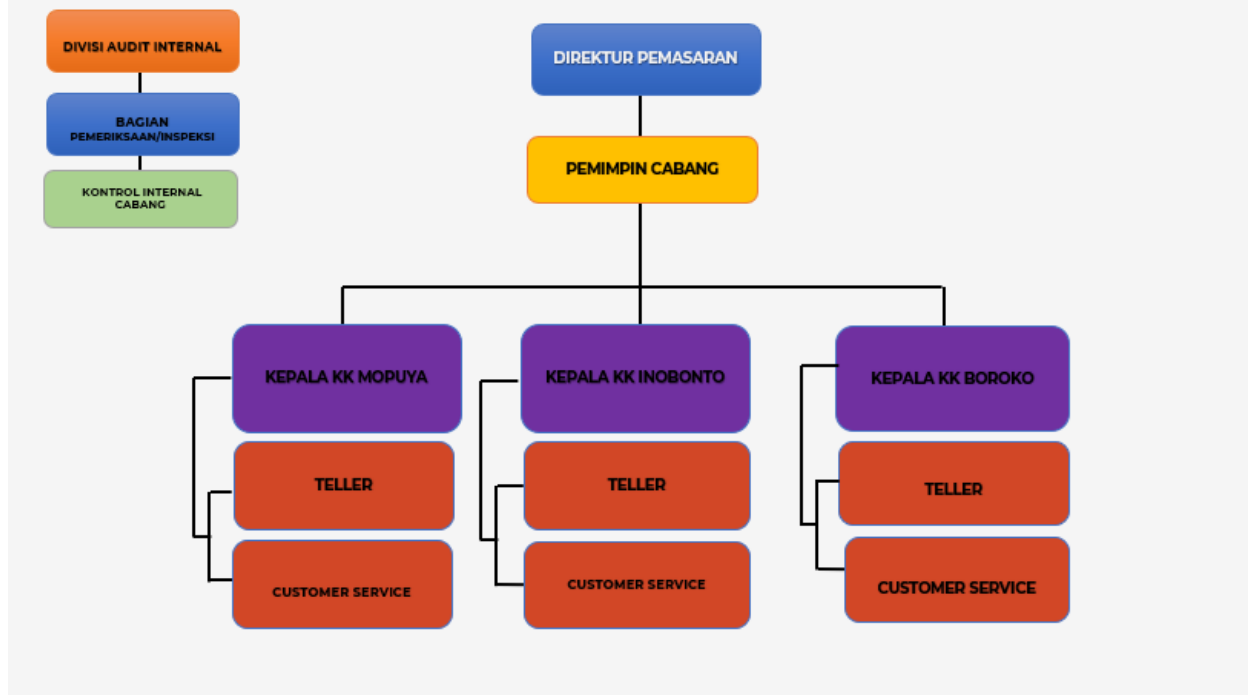 DIVISI AUDIT INTERNAL
BAGIAN
PEMERIKSAAN/INSPEKSI
KONTROL INTERNAL
CABANG
DIREKTUR PEMASARAN
PEMIMPIN CABANG
KEPALA KK MOPUYA
KEPALA KK INOBONTO
KEPALA KK BOROKO
TELLER
TELLER
TELLER
CUSTOMER SERVICE
CUSTOMER SERVICE
CUSTOMER SERVICE